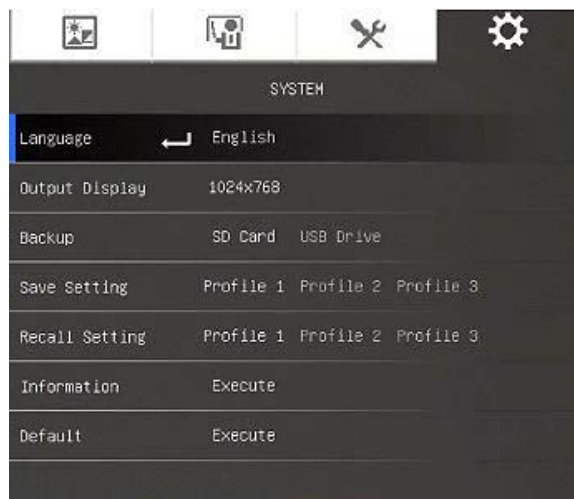 SYSTEM
Language English
Output Display 1024x768
Backup SD Card USB Drive
Save Setting Profile 1 Profile 2 Profile 3
Recall Setting Profile 1 Profile 2 Profile 3
Information Execute
Default Execute